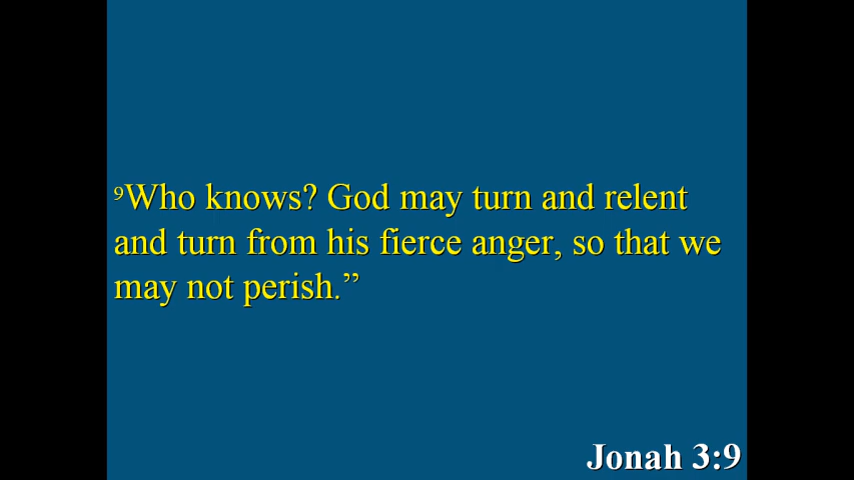 ⁹Who knows? God may turn and relent
and turn from his fierce anger, so that we
may not perish.”
Jonah 3:9